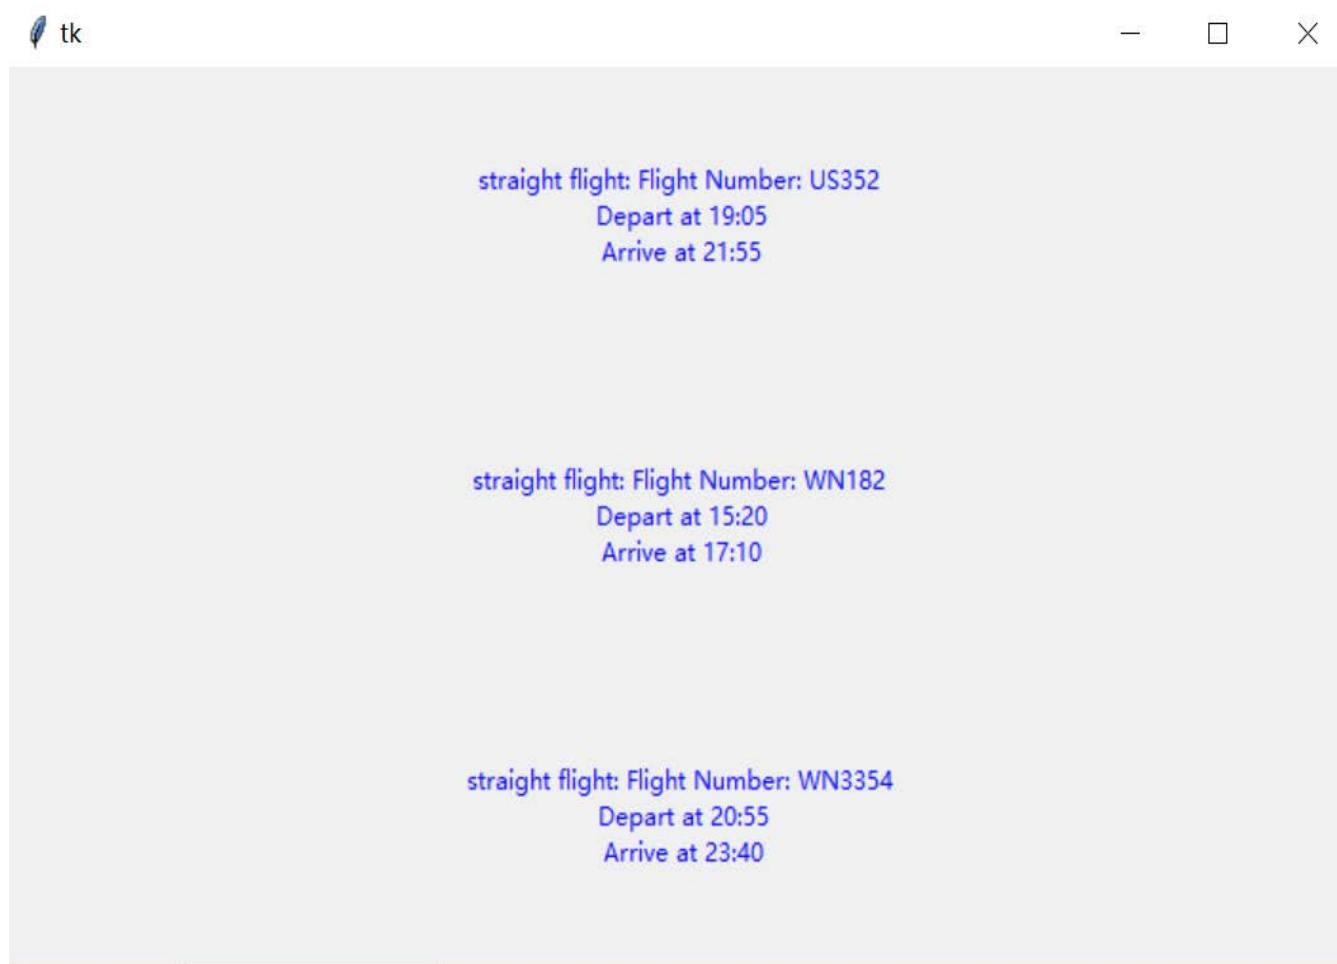 tk
straight flight: Flight Number: US352
Depart at 19:05
Arrive at 21:55
straight flight: Flight Number: WN182
Depart at 15:20
Arrive at 17:10
straight flight: Flight Number: WN3354
Depart at 20:55
Arrive at 23:40